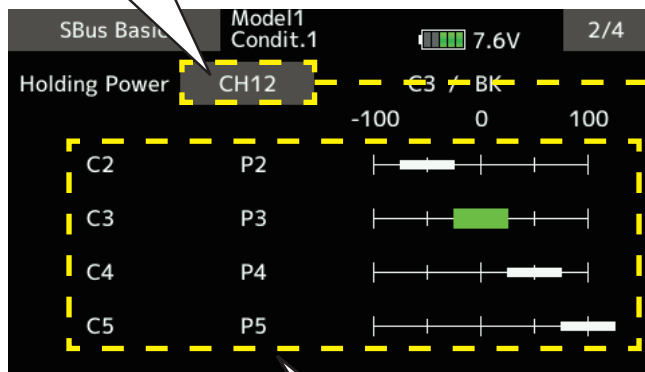 SBus Basic
Model1
Condit.1
7.6V
2/4
Holding Power
CH12
C3 / BK
-100 0 100
C2 P2
C3 P3
C4 P4
C5 P5